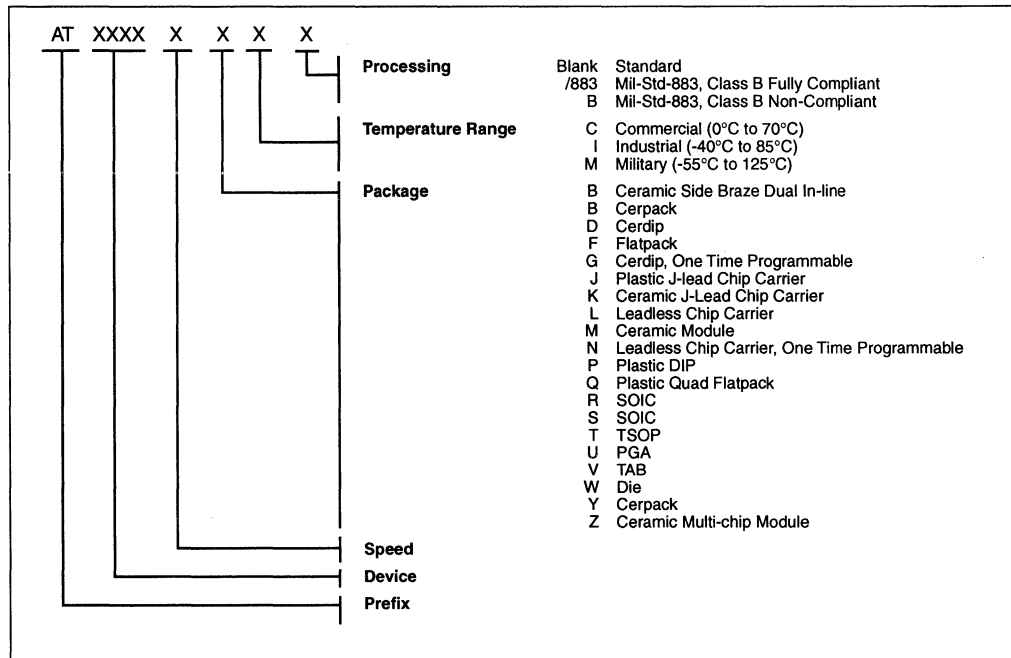 AT XXXX X X X X
Processing Blank Standard
/883 Mil-Std-883, Class B Fully Compliant
B Mil-Std-883, Class B Non-Compliant
Temperature Range C Commercial (0°C to 70°C)
I Industrial (-40°C to 85°C)
M Military (-55°C to 125°C)
Package B Ceramic Side Braze Dual In-line
B Cerpack
D Cerdip
F Flatpack
G Cerdip, One Time Programmable
J Plastic J-lead Chip Carrier
K Ceramic J-Lead Chip Carrier
L Leadless Chip Carrier
M Ceramic Module
N Leadless Chip Carrier, One Time Programmable
P Plastic DIP
Q Plastic Quad Flatpack
R SOIC
S SOIC
T TSOP
U PGA
V TAB
W Die
Y Cerpack
Z Ceramic Multi-chip Module
Speed
Device
Prefix